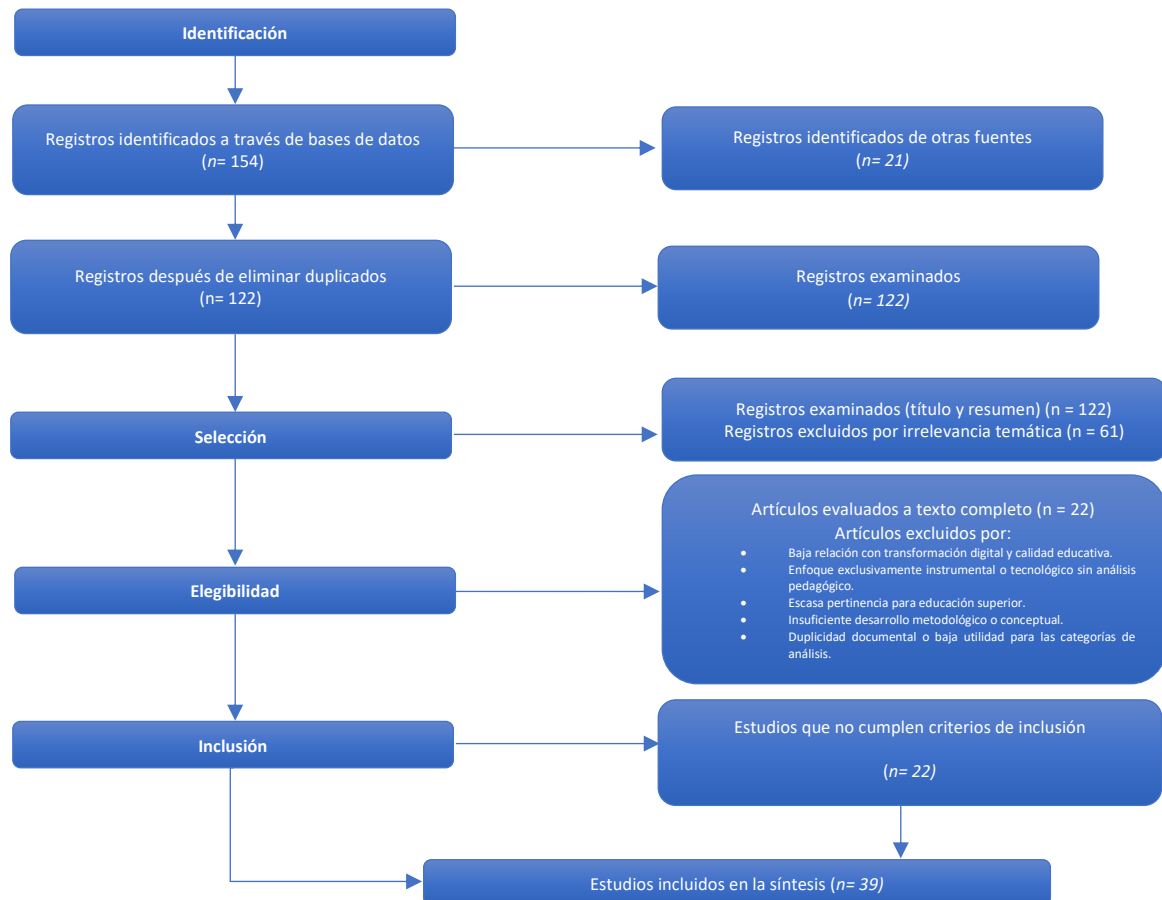 Identificación
Registros identificados a través de bases de datos
(n= 154)
Registros identificados de otras fuentes
(n= 21)
Registros después de eliminar duplicados
(n= 122)
Registros examinados
(n= 122)
Selección
Registros examinados (título y resumen) (n = 122)
Registros excluidos por irrelevancia temática (n = 61)
Elegibilidad
Artículos evaluados a texto completo (n = 22)
Artículos excluidos por:
• Baja relación con transformación digital y calidad educativa.
• Enfoque exclusivamente instrumental o tecnológico sin análisis
pedagógico.
• Escasa pertinencia para educación superior.
• Insuficiente desarrollo metodológico o conceptual.
• Duplicidad documental o baja utilidad para las categorías de
análisis.
Inclusión
Estudios que no cumplen criterios de inclusión
(n= 22)
Estudios incluidos en la síntesis (n= 39)